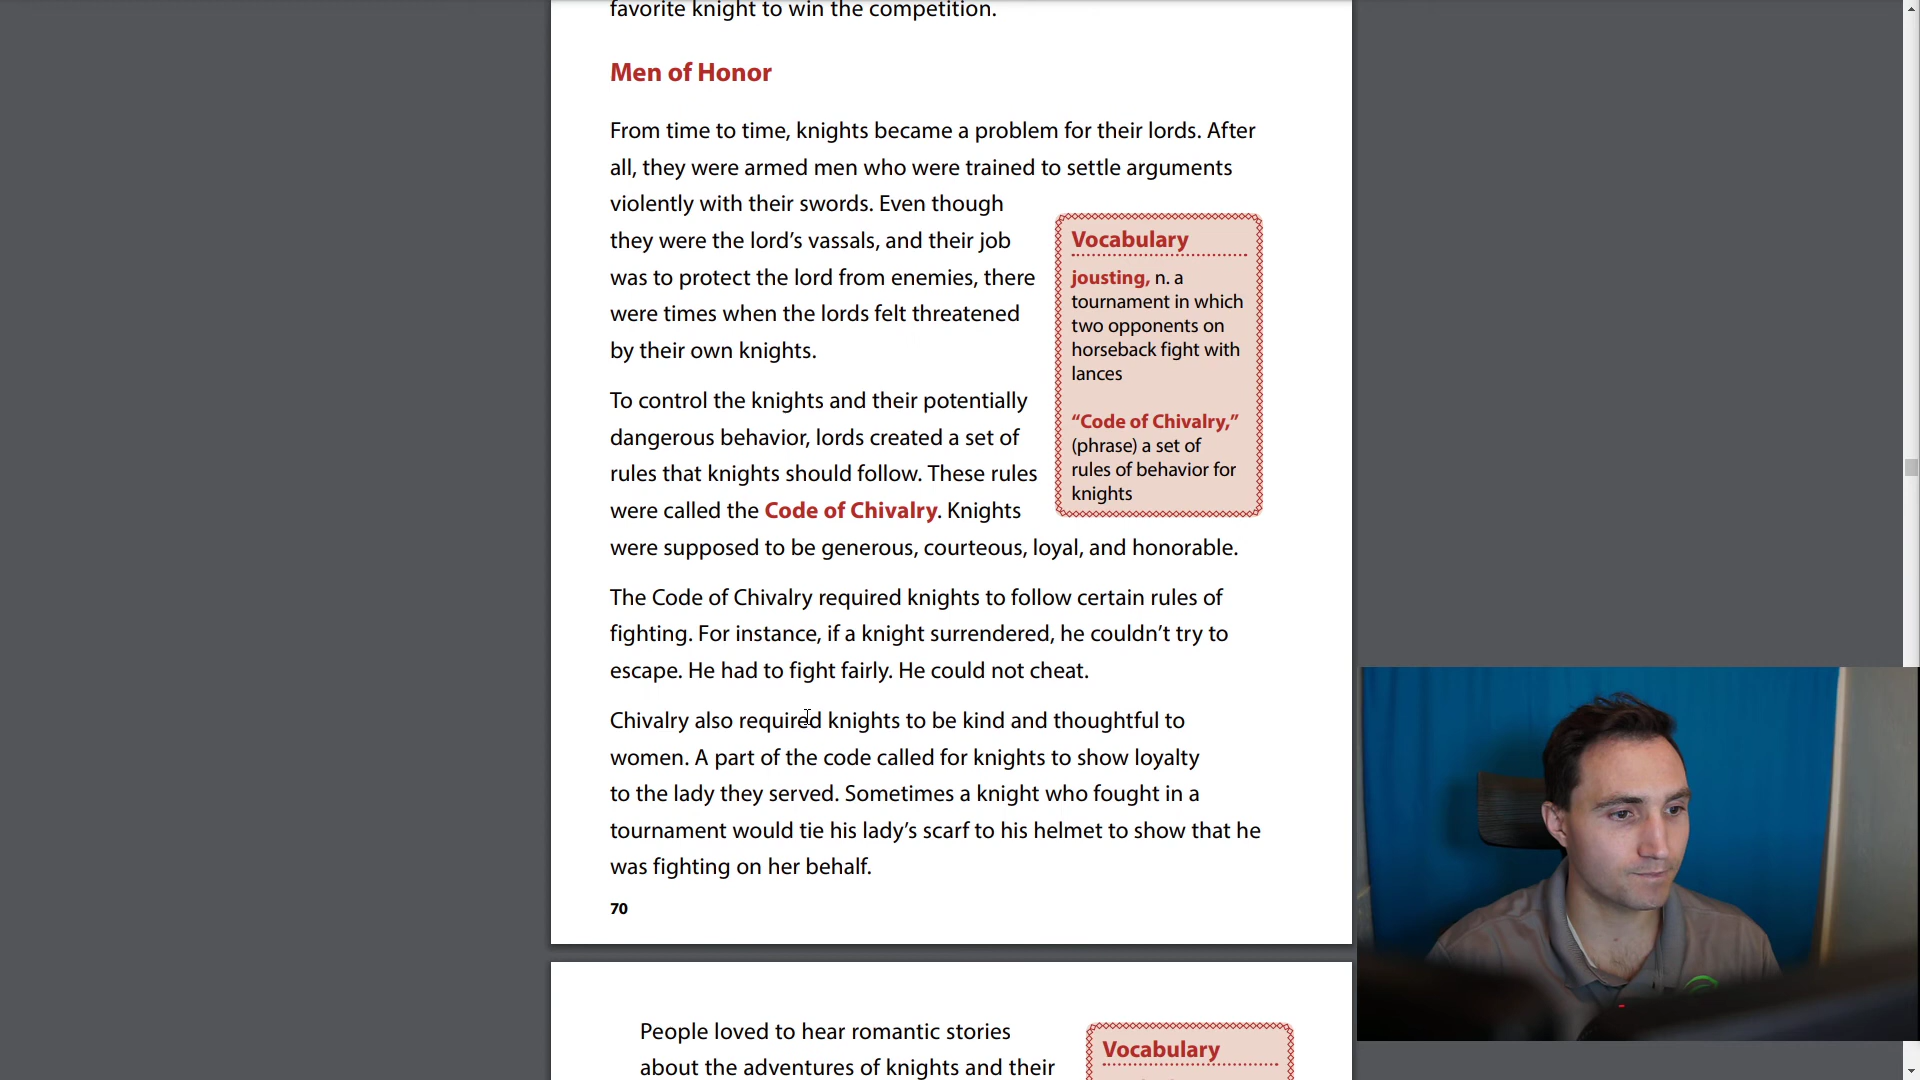 favorite knight to win the competition.
Men of Honor
From time to time, knights became a problem for their lords. After
all, they were armed men who were trained to settle arguments
violently with their swords. Even though
they were the lord’s vassals, and their job
was to protect the lord from enemies, there
were times when the lords felt threatened
by their own knights.
To control the knights and their potentially
dangerous behavior, lords created a set of
rules that knights should follow. These rules
were called the Code of Chivalry. Knights
were supposed to be generous, courteous, loyal, and honorable.
Vocabulary
jousting, n. a
tournament in which
two opponents on
horseback fight with
lances
“Code of Chivalry,”
(phrase) a set of
rules of behavior for
knights
The Code of Chivalry required knights to follow certain rules of
fighting. For instance, if a knight surrendered, he couldn’t try to
escape. He had to fight fairly. He could not cheat.
Chivalry also required knights to be kind and thoughtful to
women. A part of the code called for knights to show loyalty
to the lady they served. Sometimes a knight who fought in a
tournament would tie his lady’s scarf to his helmet to show that he
was fighting on her behalf.
70
People loved to hear romantic stories
about the adventures of knights and their
Vocabulary